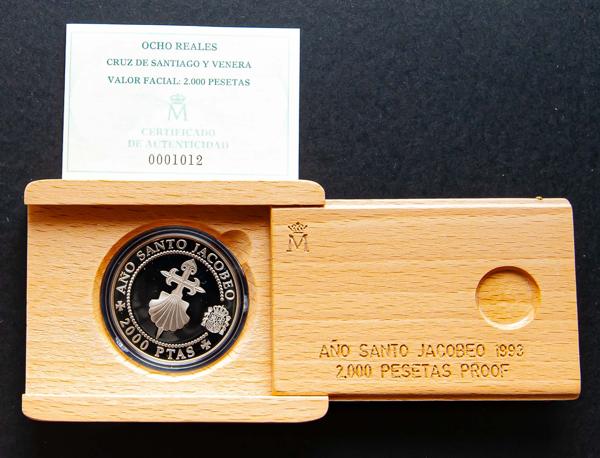 OCHO REALES
CRUZ DE SANTIAGO Y VENERA
VALOR FACIAL: 2.000 PESETAS
M
CERTIFICADO
DE AUTENTICIDAD
0001012
AÑO SANTO JACOBEO
2000 PTAS
M
AÑO SANTO JACOBEO 1993
2.000 PESETAS PROOF